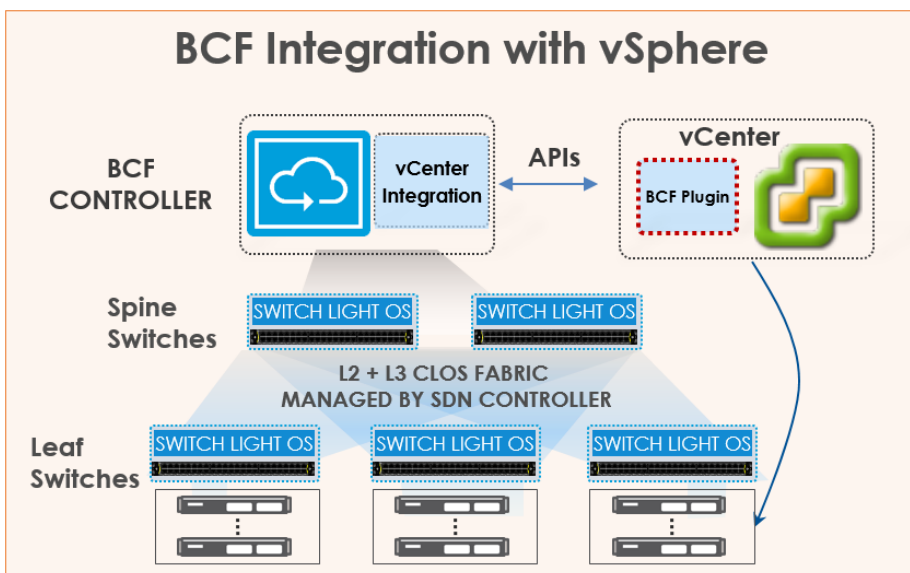 BCF Integration with vSphere
BCF
CONTROLLER
vCenter
Integration
APIs
vCenter
BCF Plugin
Spine
Switches
SWITCH LIGHT OS
SWITCH LIGHT OS
L2 + L3 CLOS FABRIC
MANAGED BY SDN CONTROLLER
Leaf
Switches
SWITCH LIGHT OS
SWITCH LIGHT OS
SWITCH LIGHT OS